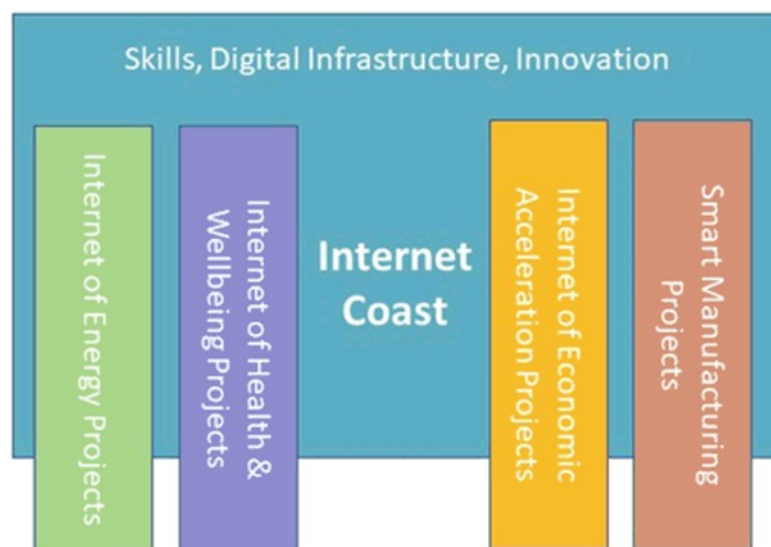 Skills, Digital Infrastructure, Innovation
Internet of Energy Projects
Internet of Health &
Wellbeing Projects
Internet
Coast
Internet of Economic
Acceleration Projects
Smart Manufacturing
Projects